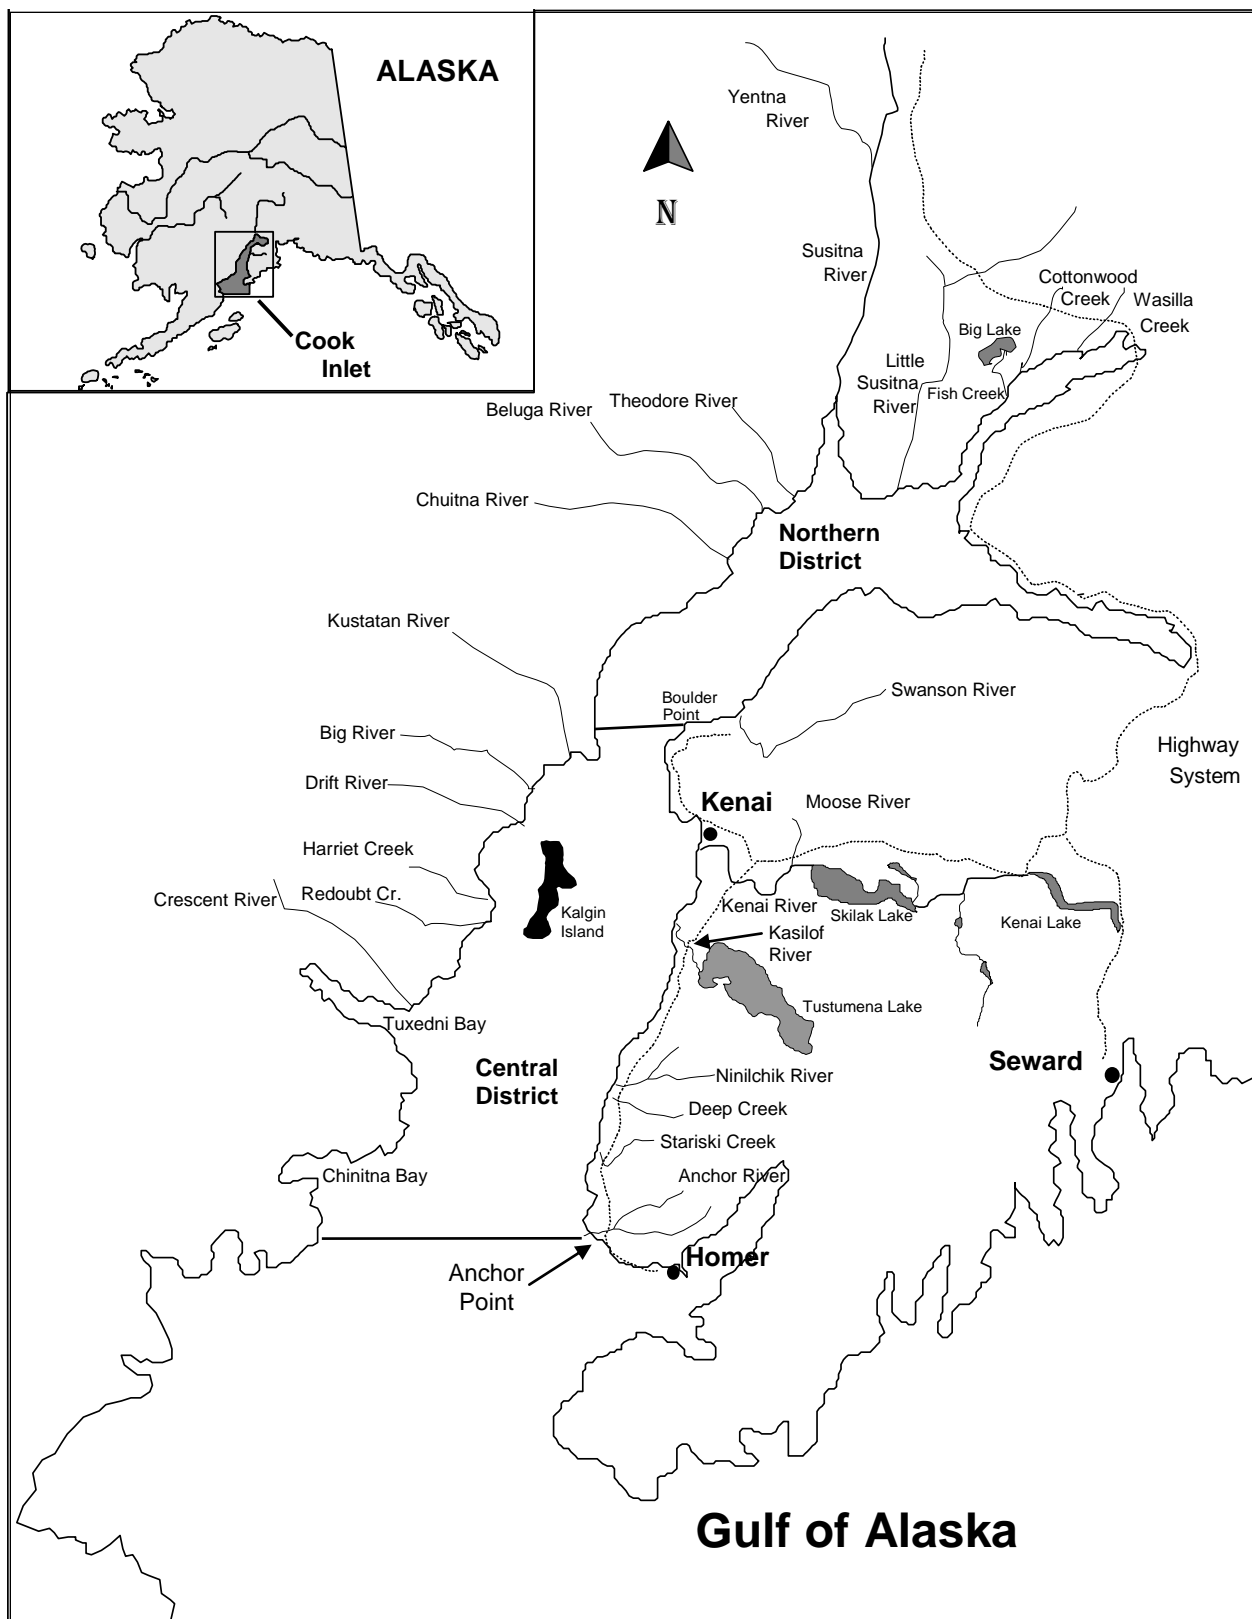 ALASKA
Cook
Inlet
Yentna
River
N
Susitna
River
Cottonwood
Creek
Wasilla
Creek
Big Lake
Little
Susitna
River
Fish Creek
Theodore River
Beluga River
Chuitna River
Northern
District
Kustatan River
Swanson River
Boulder
Point
Big River
Highway
System
Drift River
Kenai
Moose River
Harriet Creek
Crescent River
Redoubt Cr.
Kalgin
Island
Kenai River
Skilak Lake
Kenai Lake
Kasilof
River
Tustumena Lake
Tuxedni Bay
Central
District
Seward
Ninilchik River
Deep Creek
Stariski Creek
Chinitna Bay
Anchor River
Homer
Anchor
Point
Gulf of Alaska